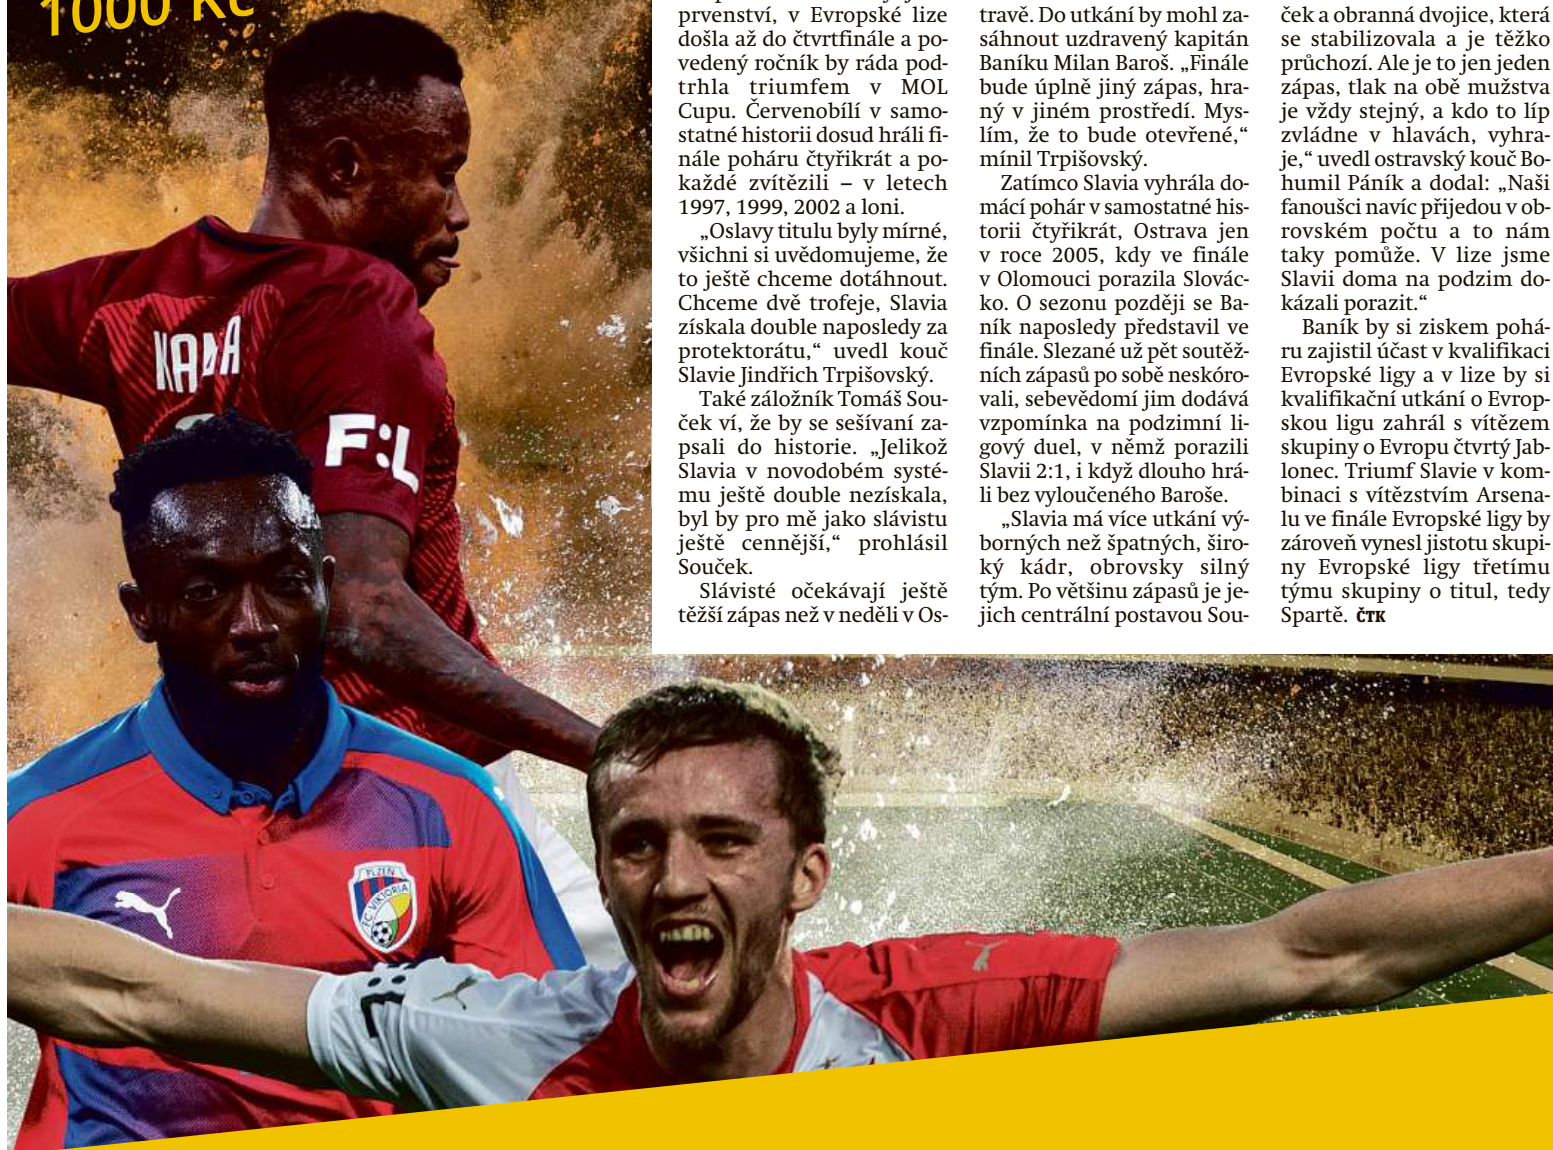 1000 Kč
prvenství, v Evropské lize
došla až do čtvrtfinále a po-
vedený ročník by ráda pod-
trhla triumfem v MOL
Cupu. Červenobílí v samo-
statné historii dosud hráli fi-
nále poháru čtyřikrát a po-
každé zvítězili – v letech
1997, 1999, 2002 a loni.
„Oslavy titulu byly mírné,
všichni si uvědomujeme, že
to ještě chceme dotáhnout.
Chceme dvě trofeje, Slavia
získala double naposledy za
protektorátu,“ uvedl kouč
Slavie Jindřich Trpišovský.
Také záložník Tomáš Sou-
ček ví, že by se sešívaní za-
psali do historie. „Jelikož
Slavia v novodobém systé-
mu ještě double nezískala,
byl by pro mě jako slávistu
ještě cennější,“ prohlásil
Souček.
Slávisté očekávají ještě
těžší zápas než v neděli v Os-
travě. Do utkání by mohl za-
sáhnout uzdravený kapitán
Baníku Milan Baroš. „Finále
bude úplně jiný zápas, hra-
ný v jiném prostředí. Mys-
lím, že to bude otevřené,“
mínil Trpišovský.
Zatímco Slavia vyhrála do-
mácí pohár v samostatné his-
torii čtyřikrát, Ostrava jen
v roce 2005, kdy ve finále
v Olomouci porazila Slovác-
ko. O sezonu později se Ba-
ník naposledy představil ve
finále. Slezané už pět soutěž-
ních zápasů po sobě neskóro-
vali, sebevědomí jim dodává
vzpomínka na podzimní li-
gový duel, v němž porazili
Slavii 2:1, i když dlouho hrá-
li bez vyloučeného Baroše.
„Slavia má více utkání vý-
borných než špatných, širo-
ký kádr, obrovsky silný
tým. Po většinu zápasů je je-
jich centrální postavou Sou-
ček a obranná dvojice, která
se stabilizovala a je těžko
průchozí. Ale je to jen jeden
zápas, tlak na obě mužstva
je vždy stejný, a kdo to líp
zvládne v hlavách, vyhra-
je,“ uvedl ostravský kouč Bo-
humil Páník a dodal: „Naši
fanoušci navíc přijedou v ob-
rovském počtu a to nám
taky pomůže. V lize jsme
Slavii doma na podzim do-
kázali porazit.“
Baník by si ziskem pohá-
ru zajistil účast v kvalifikaci
Evropské ligy a v lize by si
kvalifikační utkání o Evrop-
skou ligu zahrál s vítězem
skupiny o Evropu čtvrtý Jab-
lonec. Triumf Slavie v kom-
binaci s vítězstvím Arsena-
lu ve finále Evropské ligy by
zároveň vynesl jistotu skupi-
ny Evropské ligy třetímu
týmu skupiny o titul, tedy
Spartě. ČTK
F:L
PLZEŇ
FC VIKTORIA